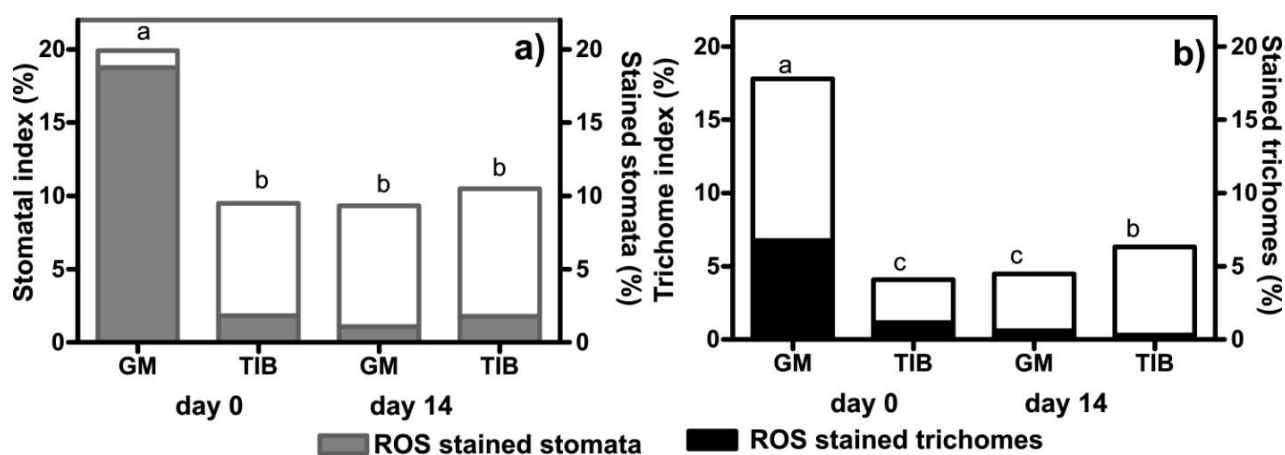 a)
Stomatal index (%)
20
15
10
5
0
a
b
b
b
20
15
10
5
0
Stained stomata (%)
GM
TIB
GM
TIB
day 0
day 14
b)
Trichome index (%)
20
15
10
5
0
a
c
c
b
20
15
10
5
0
Stained trichomes (%)
GM
TIB
GM
TIB
day 0
day 14
ROS stained stomata
ROS stained trichomes